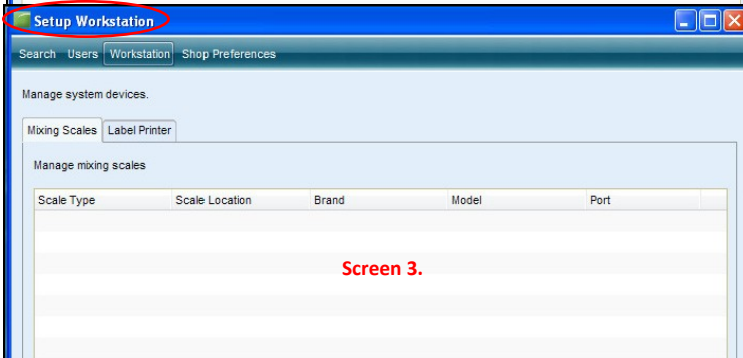 Setup Workstation
Search Users Workstation Shop Preferences
Manage system devices.
Mixing Scales Label Printer
Manage mixing scales
Scale Type Scale Location Brand Model Port
Screen 3.